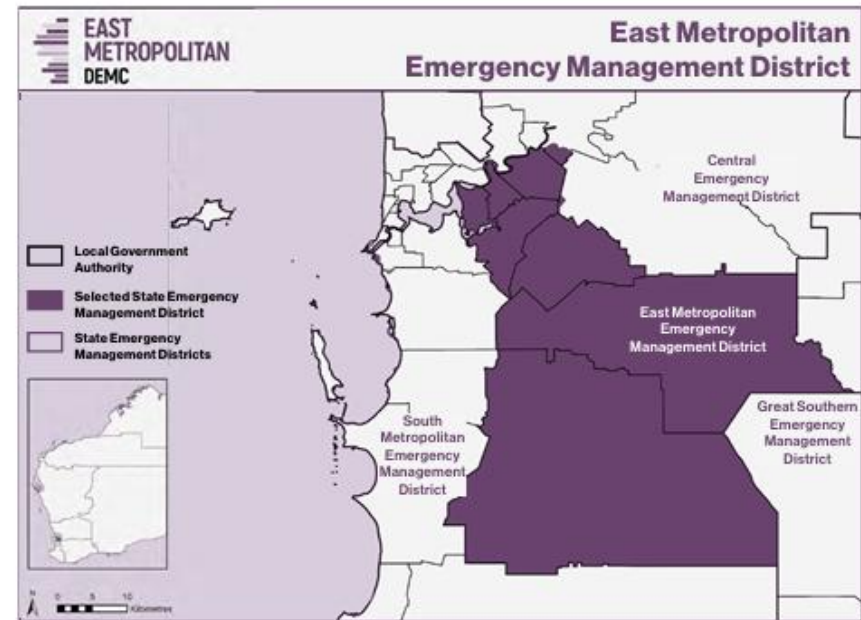 EAST
METROPOLITAN
DEMC
East Metropolitan
Emergency Management District
Central
Emergency
Management District
Local Government
Authority
Selected State Emergency
Management District
State Emergency
Management Districts
East Metropolitan
Emergency
Management District
South
Metropolitan
Emergency
Management
District
Great Southern
Emergency
Management
District
N
0 5 10
Kilometres